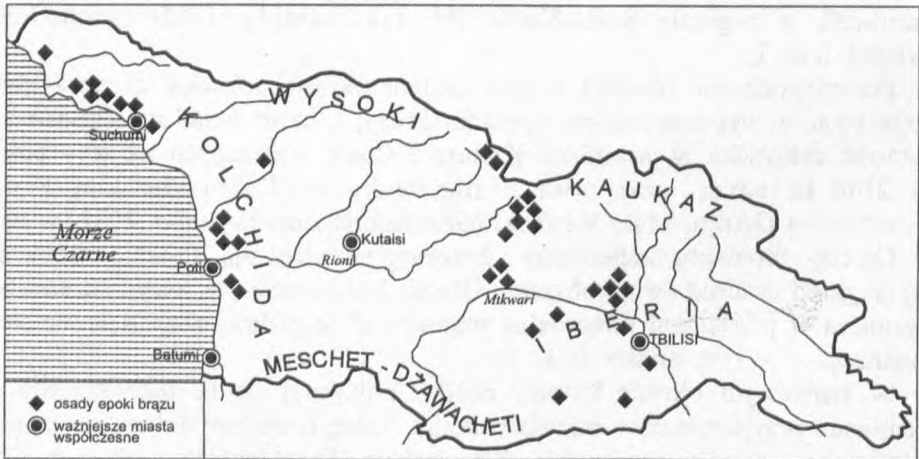 WYSOKI KAUKAZ
Suchumi
KOLCHIDA
Morze
Czarne
Kutaisi
Rioni
Poti
Mtkwari
IBERIA
TBILISI
Batumi
MESCHET-DŻAWACHETI
osady epoki brązu
ważniejsze miasta
współczesne